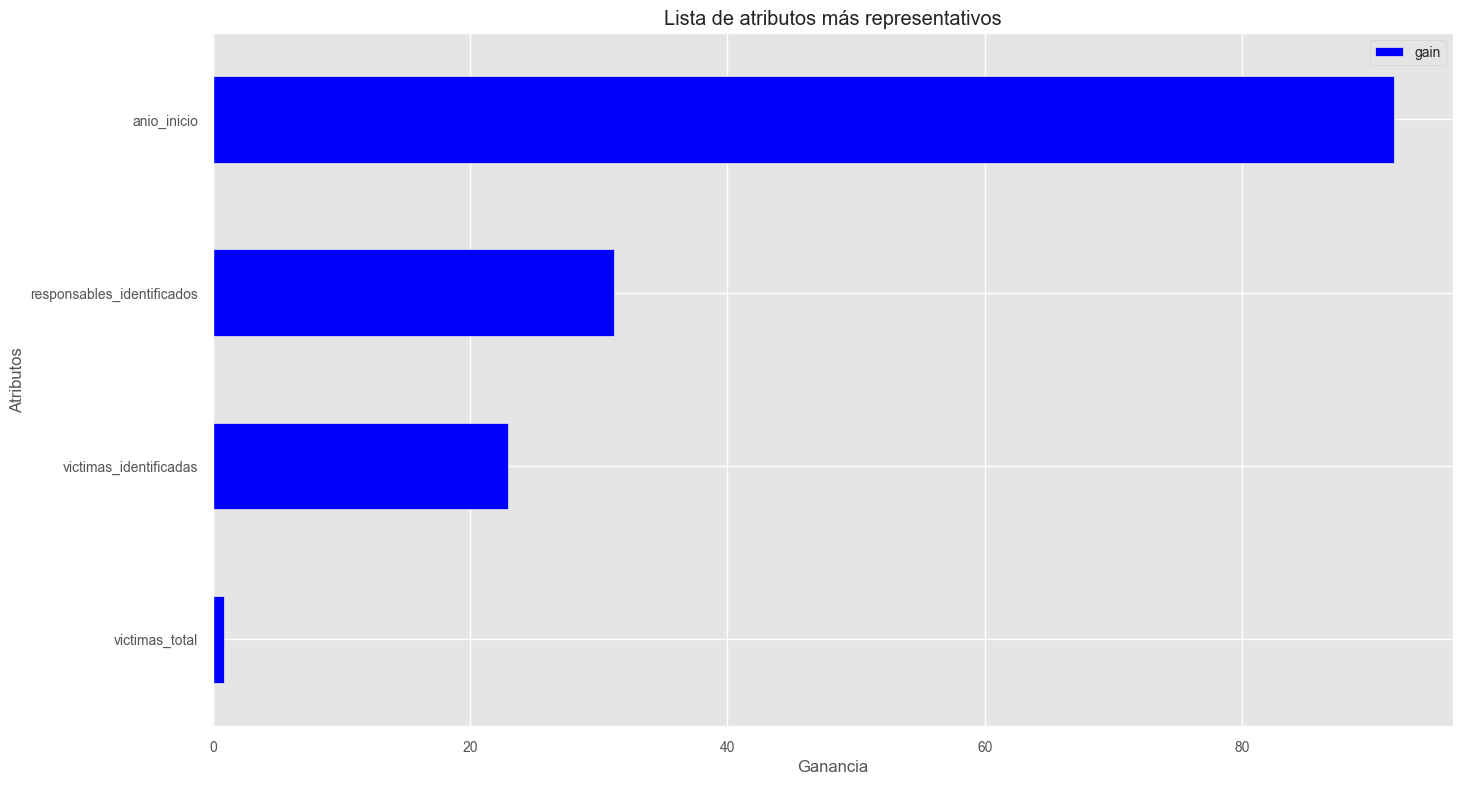 Lista de atributos más representativos
gain
anio_inicio
responsables_identificados
victimas_identificadas
victimas_total
Atributos
0 20 40 60 80
Ganancia